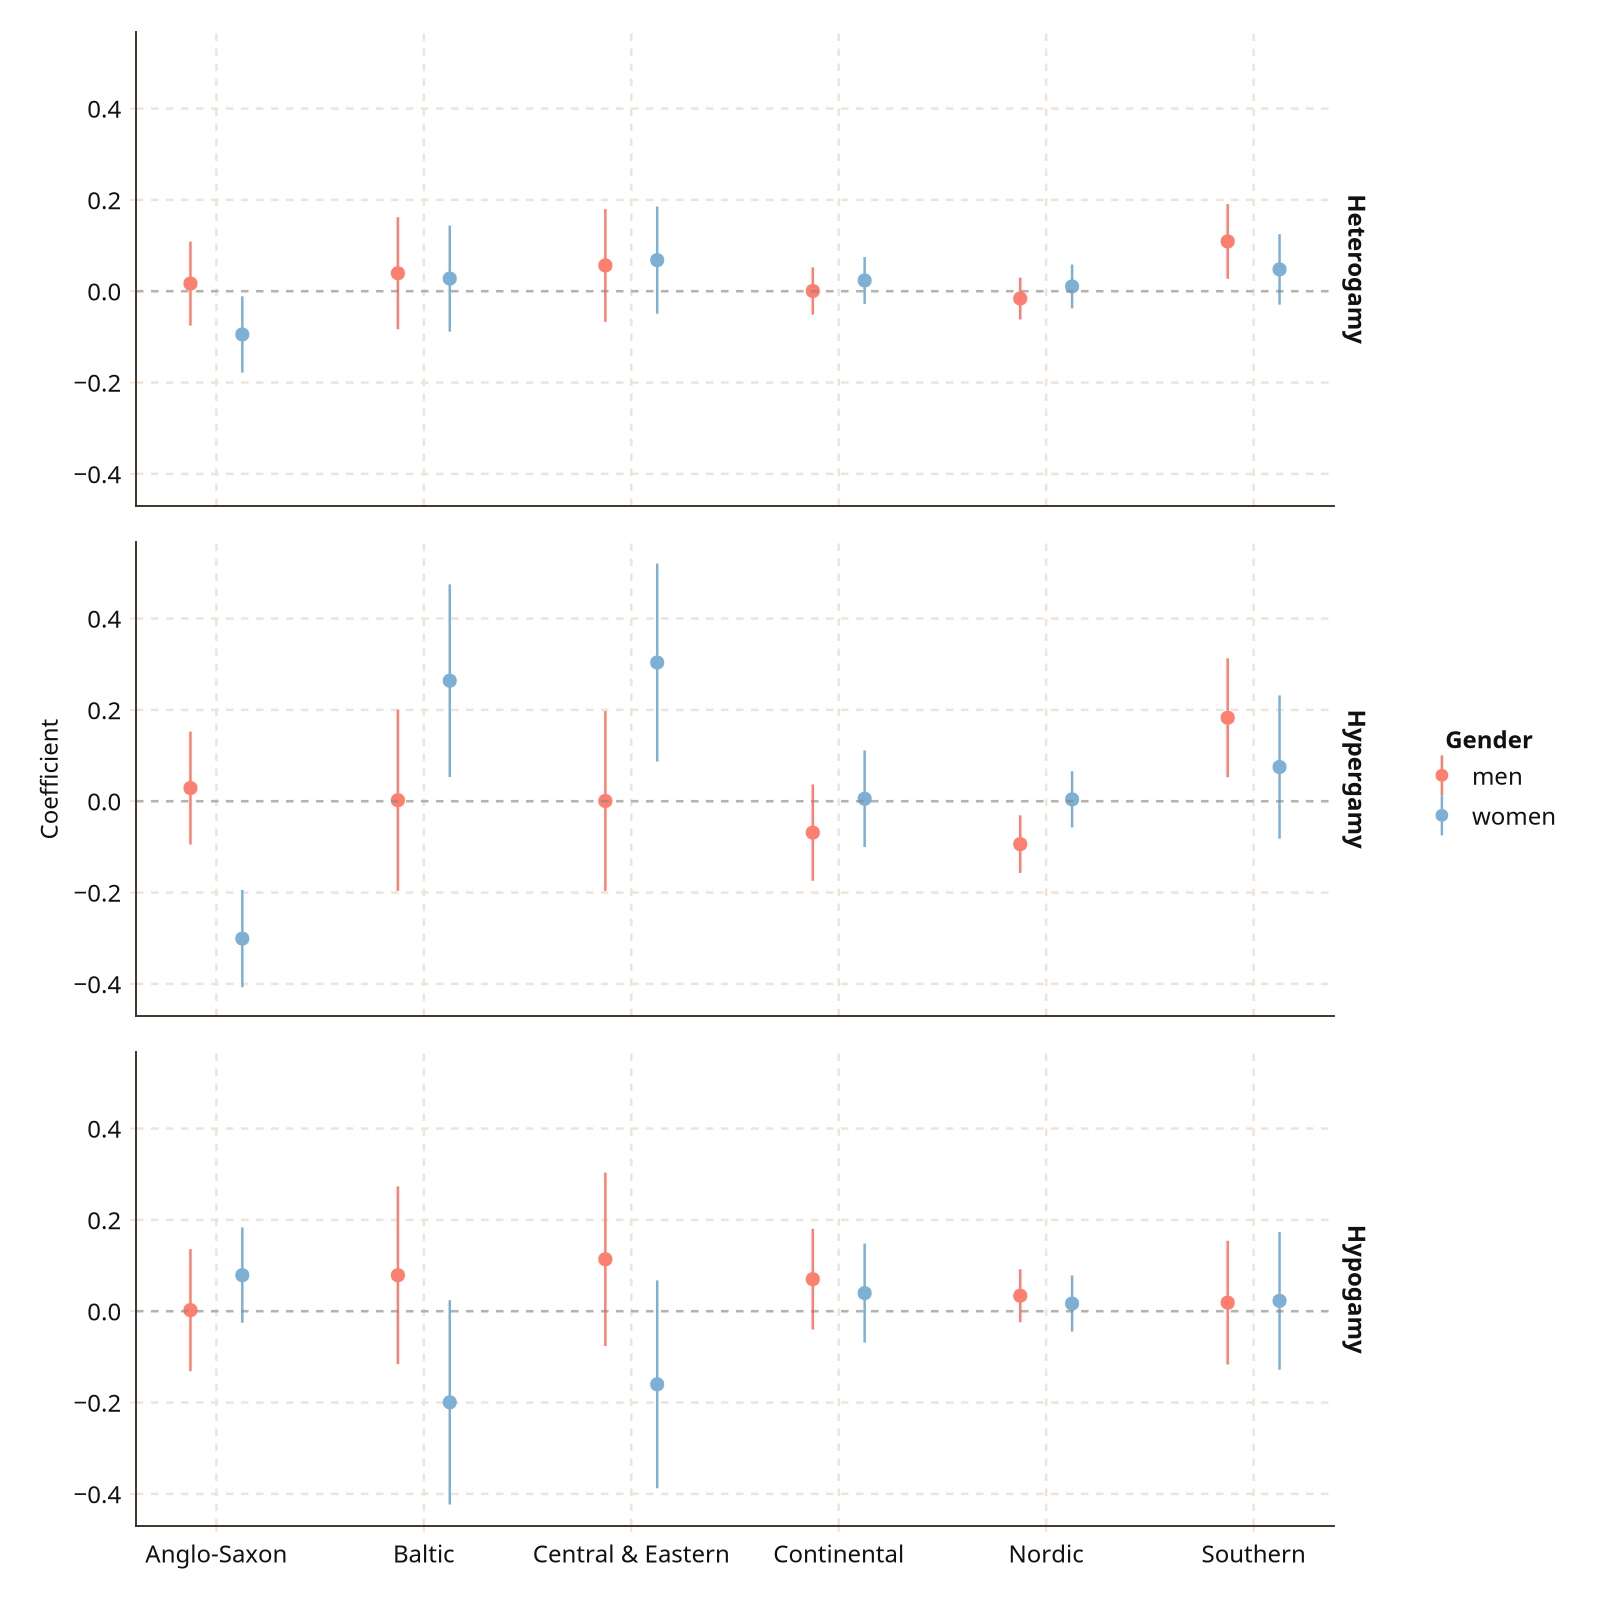 0.4
0.2
0.0
−0.2
−0.4
Heterogamy
0.4
0.2
0.0
−0.2
−0.4
Hypergamy
Coefficient
Gender
men
women
0.4
0.2
0.0
−0.2
−0.4
Hypogamy
Anglo-Saxon Baltic Central & Eastern Continental Nordic Southern